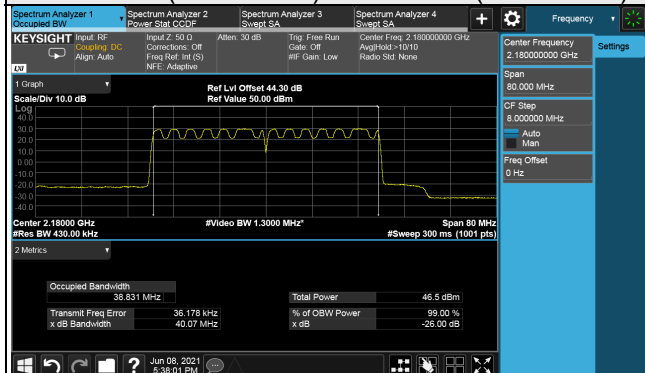 Spectrum Analyzer 1
Occupied BW
Spectrum Analyzer 2
Power Stat CCDF
Spectrum Analyzer 3
Swept SA
Spectrum Analyzer 4
Swept SA
+
Frequency
KEYSIGHT
Input: RF
Coupling: DC
Align: Auto
Input Z: 50 Ω
Corrections: Off
Freq Ref: Int (S)
NFE: Adaptive
Atten: 30 dB
Trig: Free Run
Gate: Off
#IF Gain: Low
Center Freq: 2.180000000 GHz
Avg|Hold:>10/10
Radio Std: None
LXI
Center Frequency
2.180000000 GHz
Settings
Span
80.000 MHz
CF Step
8.000000 MHz
Auto
Man
Freq Offset
0 Hz
1 Graph
Scale/Div 10.0 dB
Ref Lvl Offset 44.30 dB
Ref Value 50.00 dBm
Log
40.0
30.0
20.0
10.0
0.00
-10.0
-20.0
-30.0
-40.0
Center 2.18000 GHz
#Res BW 430.00 kHz
#Video BW 1.3000 MHz*
Span 80 MHz
#Sweep 300 ms (1001 pts)
2 Metrics
Occupied Bandwidth
38.831 MHz
Total Power 46.5 dBm
Transmit Freq Error 36.178 kHz
% of OBW Power 99.00 %
x dB Bandwidth 40.07 MHz
x dB -26.00 dB
?
Jun 08, 2021
5:38:01 PM